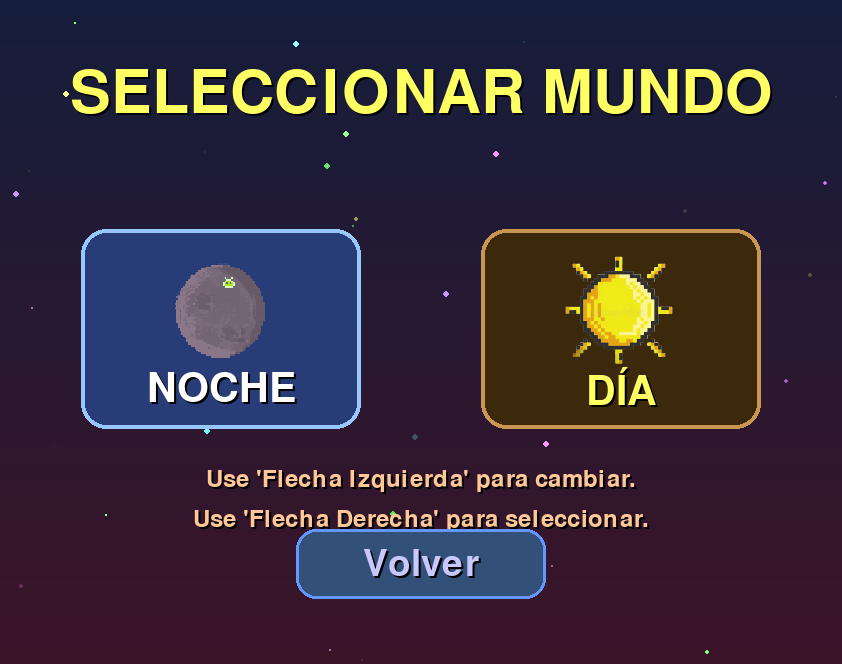 SELECCIONAR MUNDO
NOCHE
DÍA
Use 'Flecha Izquierda' para cambiar.
Use 'Flecha Derecha' para seleccionar.
Volver